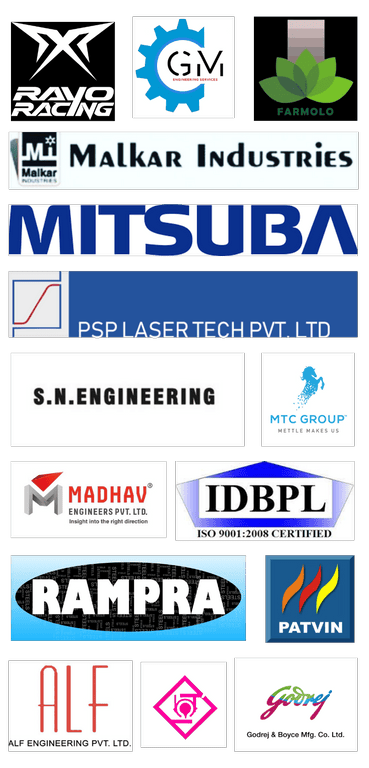 RAYO
RACING
GIM
ENGINEERING SERVICES
FARMOLO
Mi
Malkar
INDUSTRIES
Malkar Industries
MITSUBA
PSP LASER TECH PVT. LTD
S.N.ENGINEERING
MTC GROUP
METTLE MAKES US
MADHAV®
ENGINEERS PVT. LTD.
Insight into the right direction
IDBPL
ISO 9001:2008 CERTIFIED
RAMPRA
PATVIN
ALF
ALF ENGINEERING PVT. LTD.
Godrej
Godrej & Boyce Mfg. Co. Ltd.